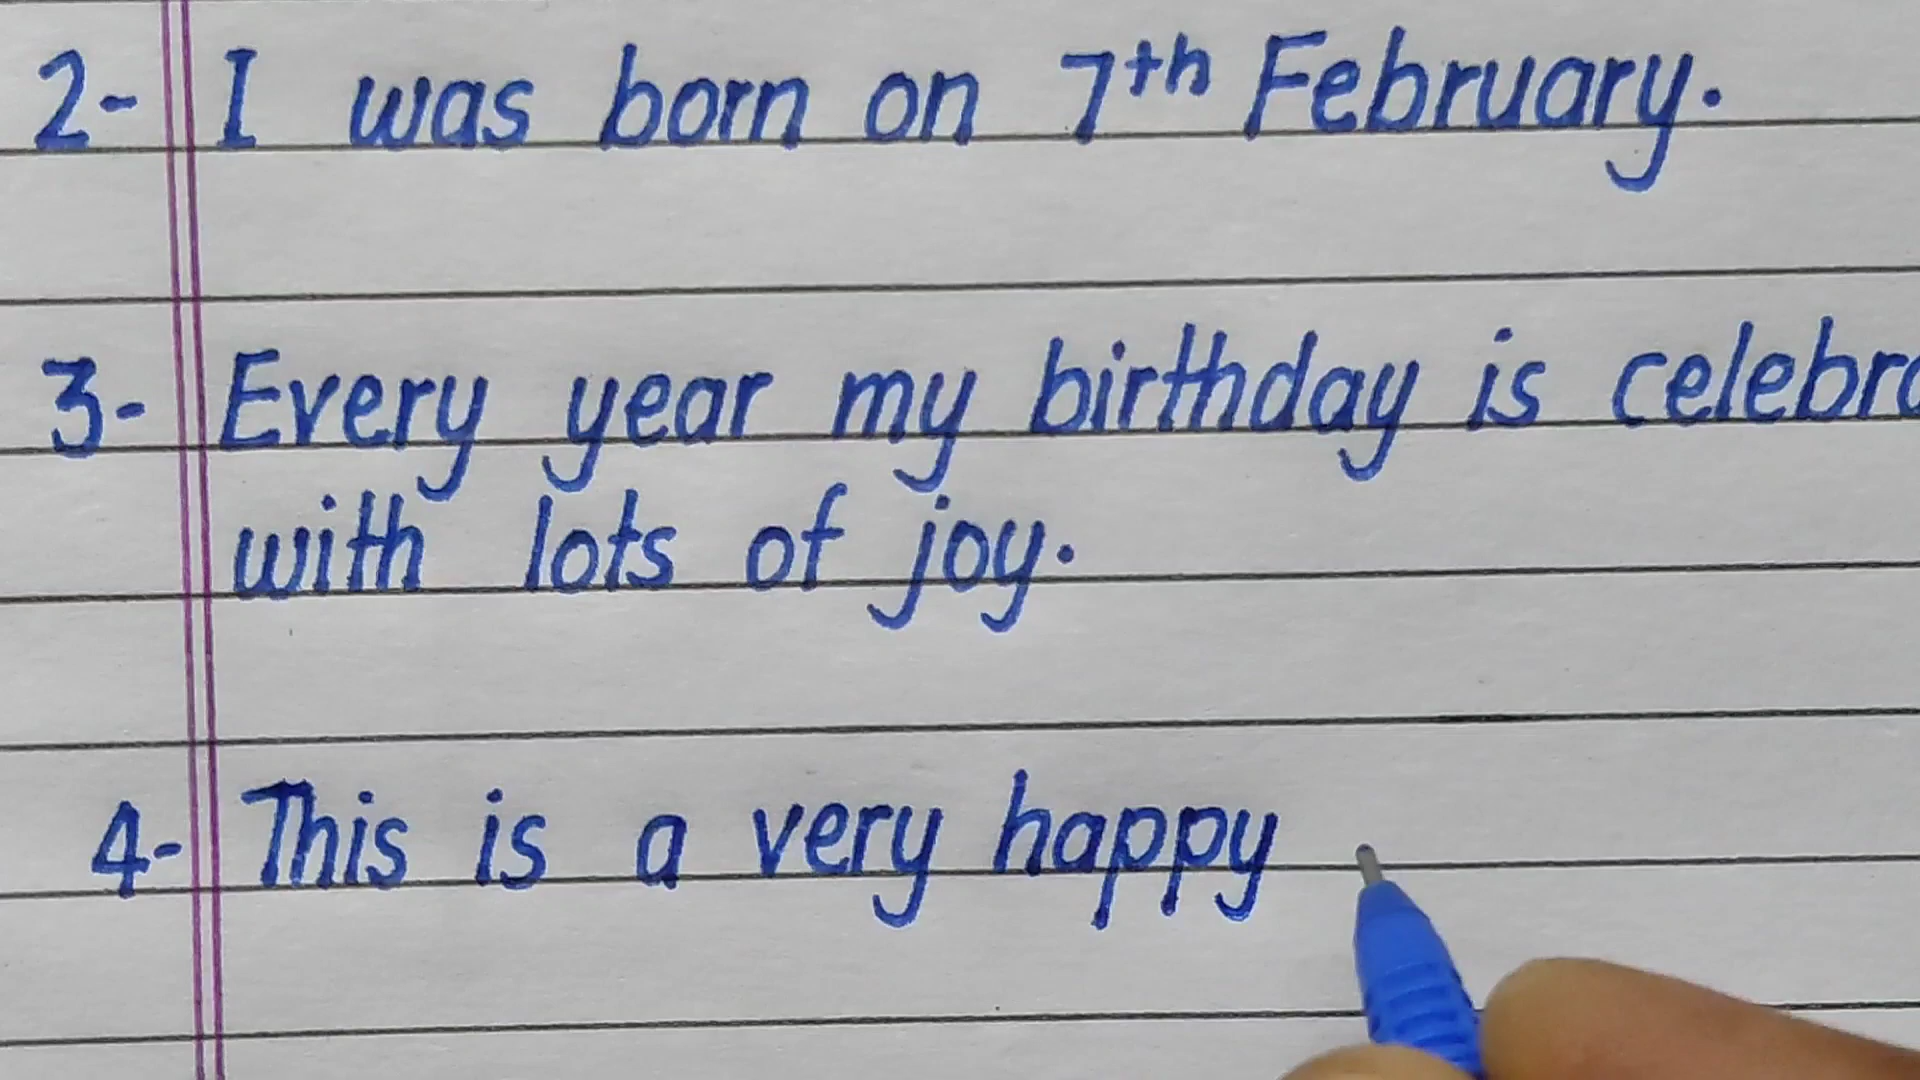 2- I was born on 7th February.
3- Every year my birthday is celebra
with lots of joy.
4- This is a very happy